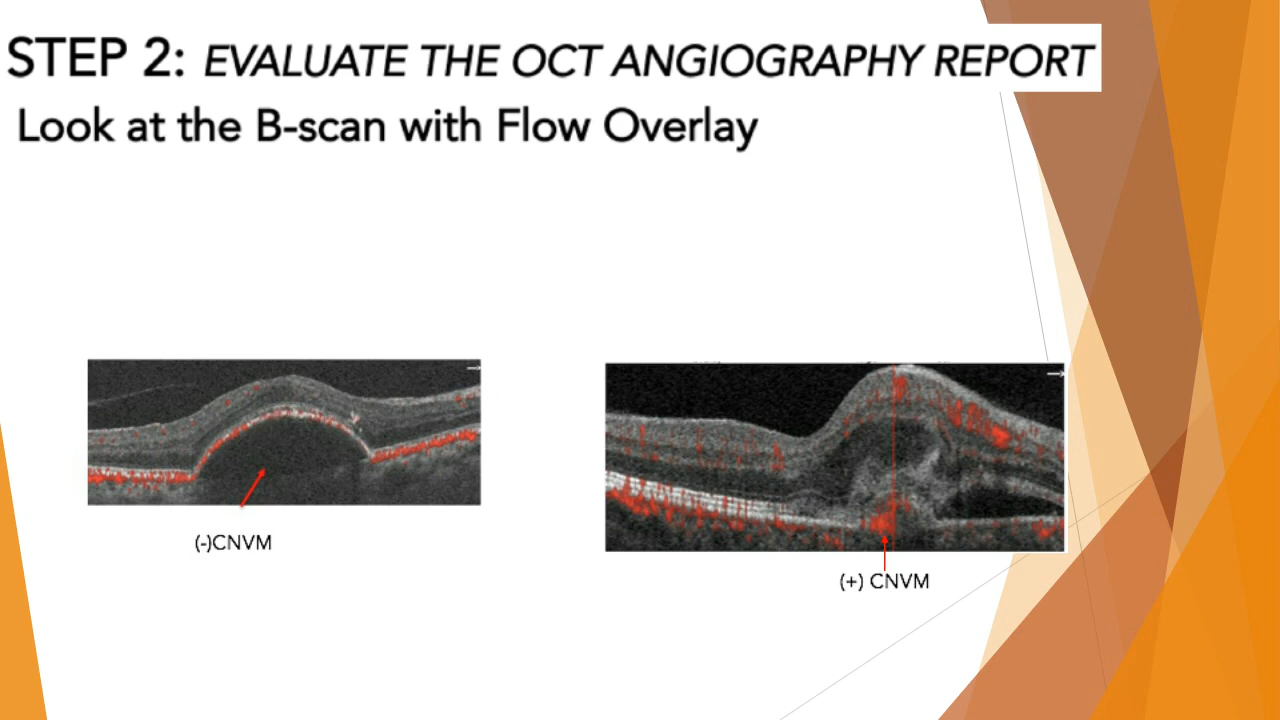 STEP 2: EVALUATE THE OCT ANGIOGRAPHY REPORT
Look at the B-scan with Flow Overlay
(-)CNVM
(+) CNVM